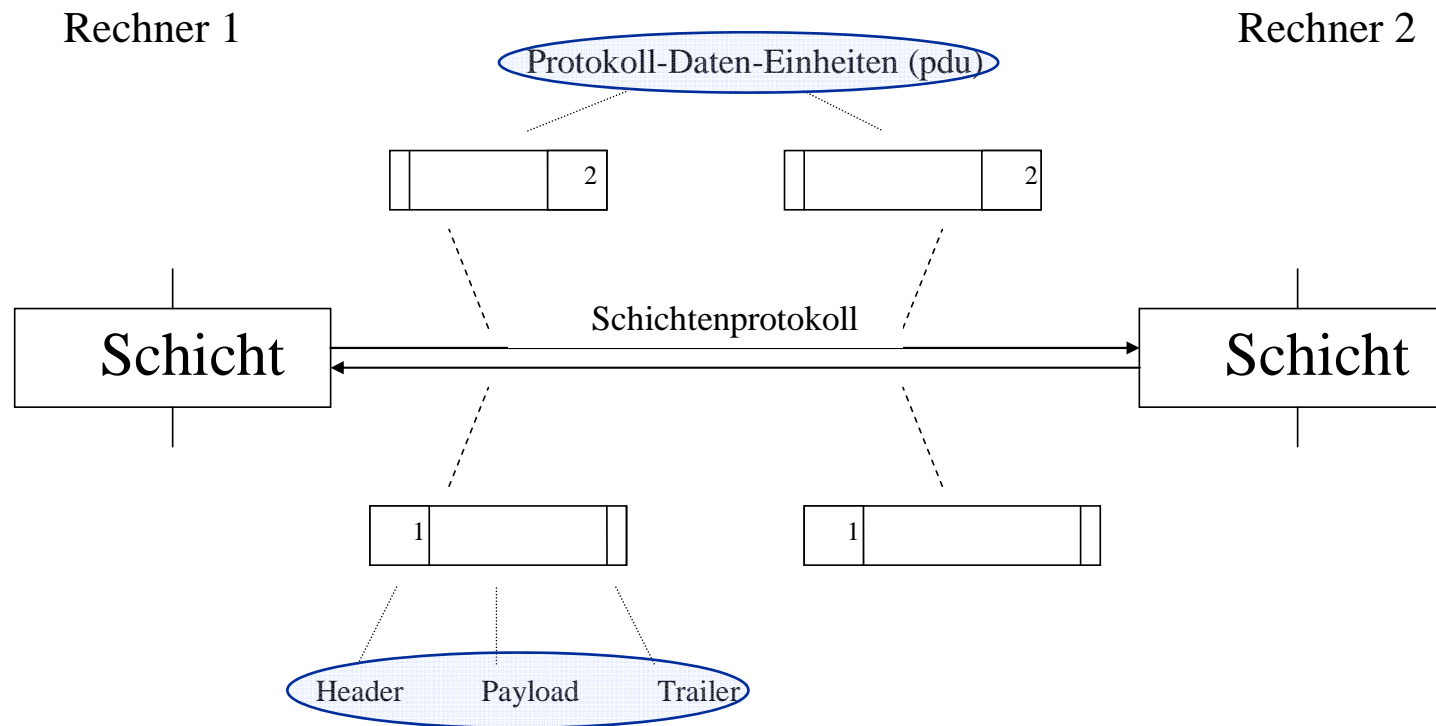 Rechner 1
Rechner 2
Protokoll-Daten-Einheiten (pdu)
2
2
Schichtenprotokoll
Schicht
Schicht
1
1
Header Payload Trailer